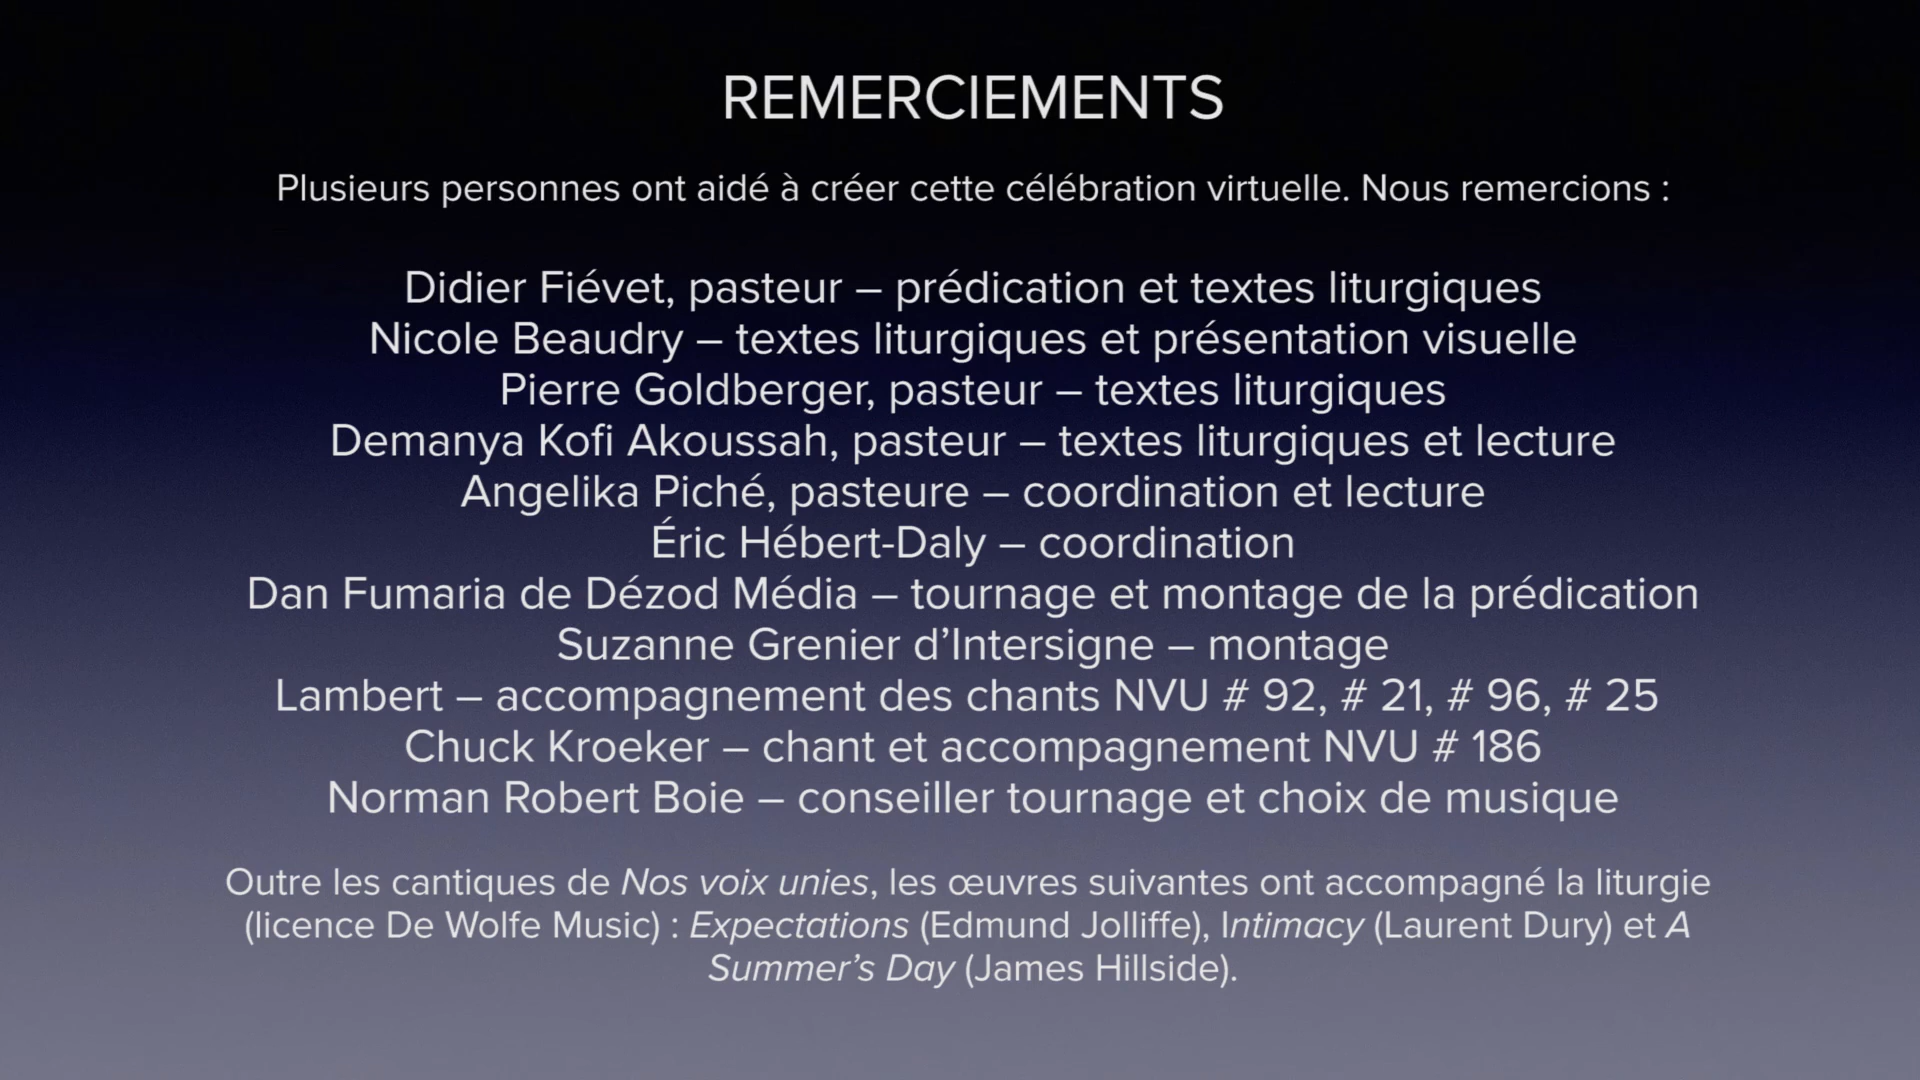 REMERCIEMENTS
Plusieurs personnes ont aidé à créer cette célébration virtuelle. Nous remercions :
Didier Fiévet, pasteur – prédication et textes liturgiques
Nicole Beaudry – textes liturgiques et présentation visuelle
Pierre Goldberger, pasteur – textes liturgiques
Demanya Kofi Akoussah, pasteur – textes liturgiques et lecture
Angelika Piché, pasteure – coordination et lecture
Éric Hébert-Daly – coordination
Dan Fumaria de Dézod Média – tournage et montage de la prédication
Suzanne Grenier d’Intersigne – montage
Lambert – accompagnement des chants NVU # 92, # 21, # 96, # 25
Chuck Kroeker – chant et accompagnement NVU # 186
Norman Robert Boie – conseiller tournage et choix de musique
Outre les cantiques de Nos voix unies, les œuvres suivantes ont accompagné la liturgie
(licence De Wolfe Music) : Expectations (Edmund Jolliffe), Intimacy (Laurent Dury) et A
Summer’s Day (James Hillside).